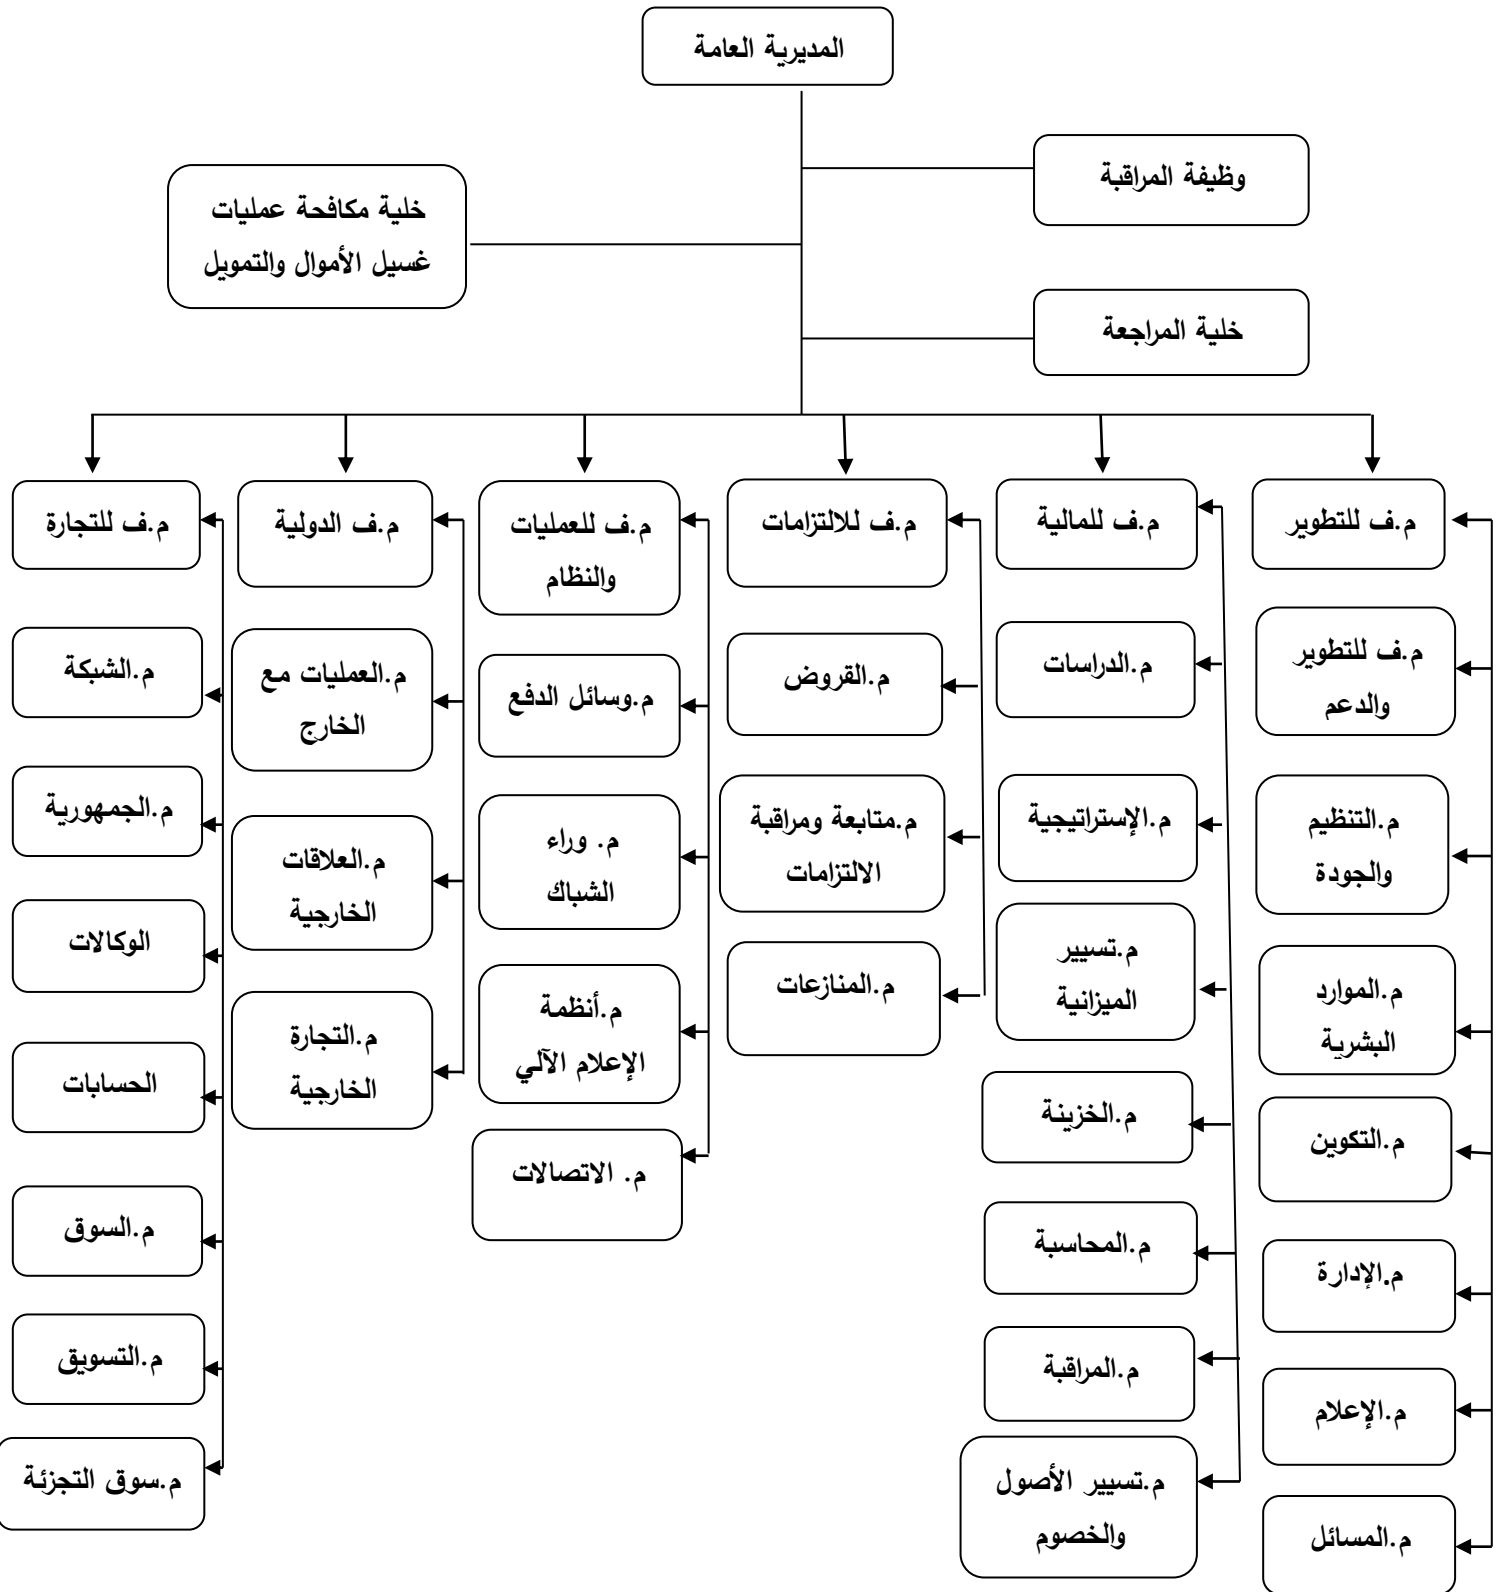 المديرية العامة
وظيفة المراقبة
خلية مكافحة عمليات
غسيل الأموال والتمويل
خلية المراجعة
م.ف للتطوير
م.ف للتطوير
والدعم
م.التنظيم
والجودة
م.الموارد
البشرية
م.التكوين
م.الإدارة
م.الإعلام
م.المسائل
م.ف للمالية
م.الدراسات
م.الإستراتيجية
م.تسيير
الميزانية
م.الخزينة
م.المحاسبة
م.المراقبة
م.تسيير الأصول
والخصوم
م.ف للالتزامات
م.القروض
م.متابعة ومراقبة
الالتزامات
م.المنازعات
م.ف للعمليات
والنظام
م.وسائل الدفع
م. وراء
الشباك
م.أنظمة
الإعلام الآلي
م. الاتصالات
م.ف الدولية
م.العمليات مع
الخارج
م.العلاقات
الخارجية
م.التجارة
الخارجية
م.ف للتجارة
م.الشبكة
م.الجمهورية
الوكالات
الحسابات
م.السوق
م.التسويق
م.سوق التجزئة